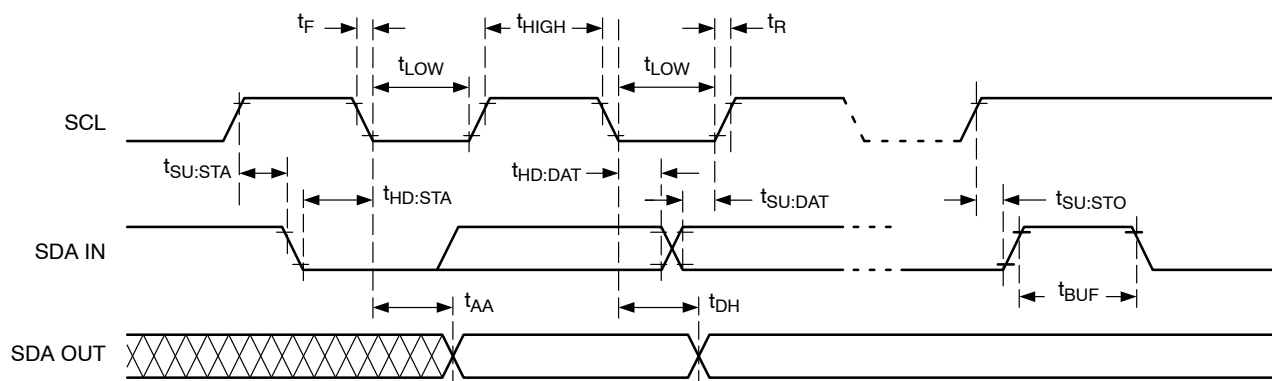 tF
tHIGH
tR
tLOW
tLOW
SCL
tSU:STA
tHD:STA
tHD:DAT
tSU:DAT
tSU:STO
SDA IN
tBUF
tAA
tDH
SDA OUT